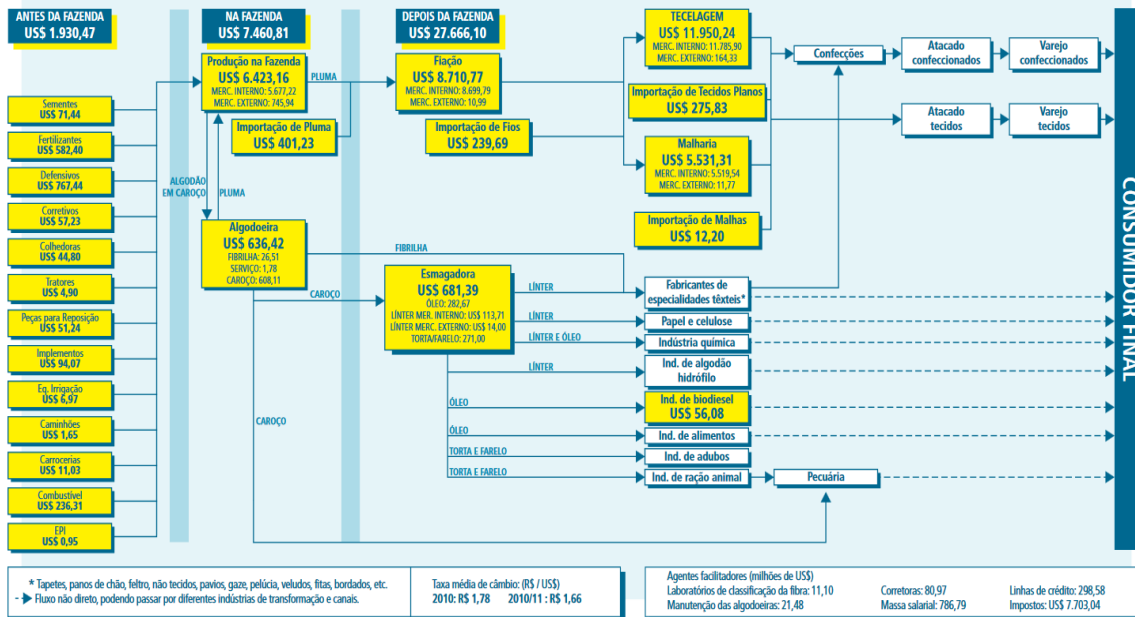 ANTES DA FAZENDA
US$ 1.930,47
NA FAZENDA
US$ 7.460,81
DEPOIS DA FAZENDA
US$ 27.666,10
Sementes
US$ 71,44
Fertilizantes
US$ 582,40
Defensivos
US$ 767,44
Corretivos
US$ 57,23
Colhedoras
US$ 44,80
Tratores
US$ 4,90
Peças para Reposição
US$ 51,24
Implementos
US$ 94,07
Eq. Irrigação
US$ 6,97
Caminhões
US$ 1,65
Carrocerias
US$ 11,03
Combustível
US$ 236,31
EPI
US$ 0,95
Produção na Fazenda
US$ 6.423,16
MERC. INTERNO: 5.677,22
MERC. EXTERNO: 745,94
PLUMA
Importação de Pluma
US$ 401,23
ALGODÃO
EM CAROÇO
PLUMA
Algodoeira
US$ 636,42
FIBRILHA: 26,51
SERVIÇO: 1,78
CAROÇO: 608,11
FIBRILHA
CAROÇO
CAROÇO
Fiação
US$ 8.710,77
MERC. INTERNO: 8.699,79
MERC. EXTERNO: 10,99
Importação de Fios
US$ 239,69
Esmagadora
US$ 681,39
ÓLEO: 282,67
LÍNTER MER. INTERNO: US$ 113,71
LÍNTER MERC. EXTERNO: US$ 14,00
TORTA/FARELO: 271,00
LÍNTER
LÍNTER
LÍNTER E ÓLEO
LÍNTER
ÓLEO
ÓLEO
TORTA E FARELO
TORTA E FARELO
TECELAGEM
US$ 11.950,24
MERC. INTERNO: 11.785,90
MERC. EXTERNO: 164,33
Importação de Tecidos Planos
US$ 275,83
Malharia
US$ 5.531,31
MERC. INTERNO: 5.519,54
MERC. EXTERNO: 11,77
Importação de Malhas
US$ 12,20
Fabricantes de
especialidades têxteis*
Papel e celulose
Indústria química
Ind. de algodão
hidrófilo
Ind. de biodiesel
US$ 56,08
Ind. de alimentos
Ind. de adubos
Ind. de ração animal
Pecuária
Confecções
Atacado
confeccionados
Varejo
confeccionados
Atacado
tecidos
Varejo
tecidos
CONSUMIDOR FINAL
* Tapetes, panos de chão, feltro, não tecidos, pavios, gaze, pelúcia, veludos, fitas, bordados, etc.
Fluxo não direto, podendo passar por diferentes indústrias de transformação e canais.
Taxa média de câmbio: (R$ / US$)
2010: R$ 1,78 2010/11 : R$ 1,66
Agentes facilitadores (milhões de US$)
Laboratórios de classificação da fibra: 11,10 Corretoras: 80,97 Linhas de crédito: 298,58
Manutenção das algodoeiras: 21,48 Massa salarial: 786,79 Impostos: US$ 7.703,04